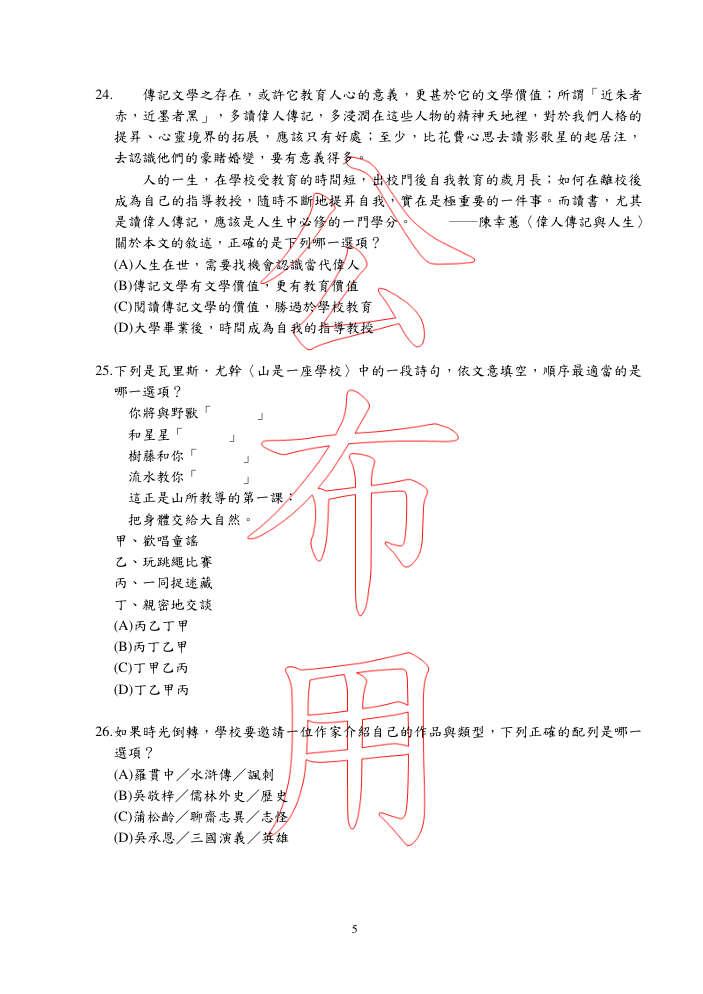 24.　傳記文學之存在，或許它教育人心的意義，更甚於它的文學價值；所謂「近朱者
赤，近墨者黑」，多讀偉人傳記，多浸潤在這些人物的精神天地裡，對於我們人格的
提昇、心靈境界的拓展，應該只有好處；至少，比花費心思去讀影歌星的起居注，
去認識他們的豪賭婚變，要有意義得多。
人的一生，在學校受教育的時間短，出校門後自我教育的歲月長；如何在離校後
成為自己的指導教授，隨時不斷地提昇自我，實在是極重要的一件事。而讀書，尤其
是讀偉人傳記，應該是人生中必修的一門學分。　　──陳幸蕙〈偉人傳記與人生〉
關於本文的敘述，正確的是下列哪一選項？
(A)人生在世，需要找機會認識當代偉人
(B)傳記文學有文學價值，更有教育價值
(C)閱讀傳記文學的價值，勝過於學校教育
(D)大學畢業後，時間成為自我的指導教授
25.下列是瓦里斯．尤幹〈山是一座學校〉中的一段詩句，依文意填空，順序最適當的是
哪一選項？
你將與野獸「　　　」
和星星「　　　」
樹藤和你「　　　」
流水教你「　　　」
這正是山所教導的第一課：
把身體交給大自然。
甲、歡唱童謠
乙、玩跳繩比賽
丙、一同捉迷藏
丁、親密地交談
(A)丙乙丁甲
(B)丙丁乙甲
(C)丁甲乙丙
(D)丁乙甲丙
26.如果時光倒轉，學校要邀請一位作家介紹自己的作品與類型，下列正確的配列是哪一
選項？
(A)羅貫中／水滸傳／諷刺
(B)吳敬梓／儒林外史／歷史
(C)蒲松齡／聊齋志異／志怪
(D)吳承恩／三國演義／英雄
公
布
用
5